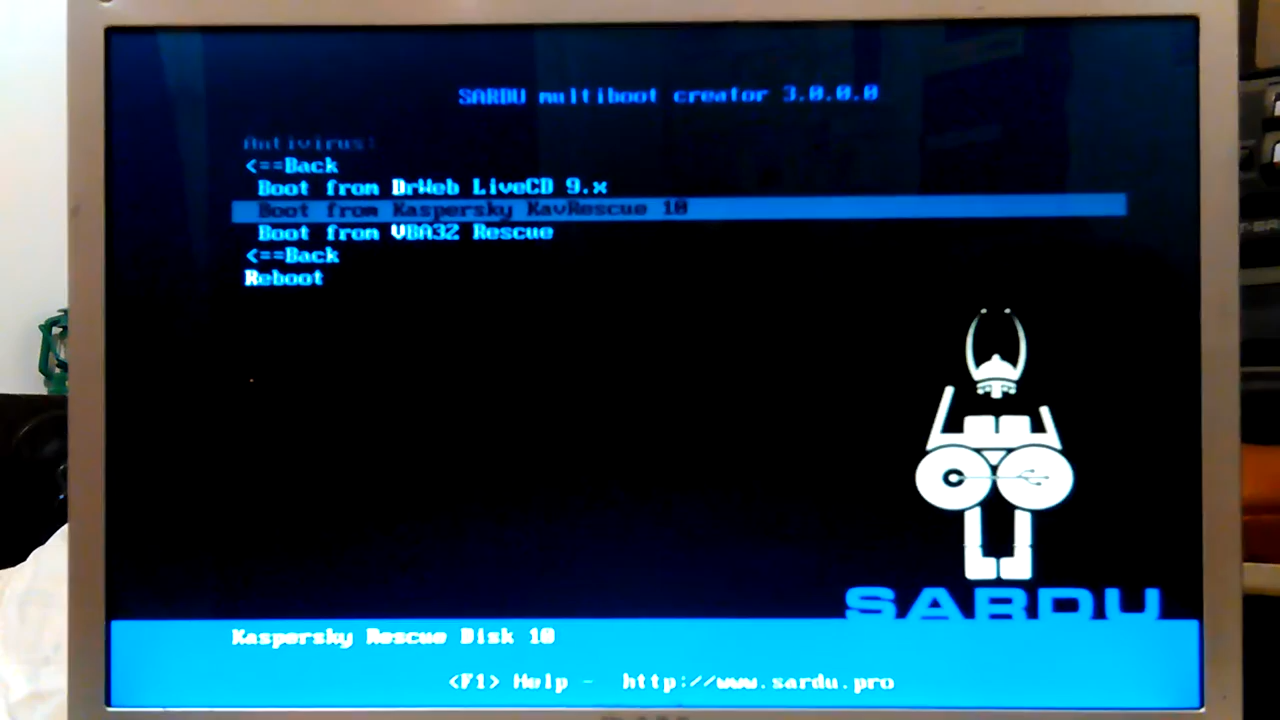 SARDU multiboot creator 3.0.0.0
Antivirus:
<==Back
Boot from DrWeb LiveCD 9.x
Boot from Kaspersky KavRescue 10
Boot from VBA32 Rescue
<==Back
Reboot
SARDU
Kaspersky Rescue Disk 10
<F1> Help - http://www.sardu.pro